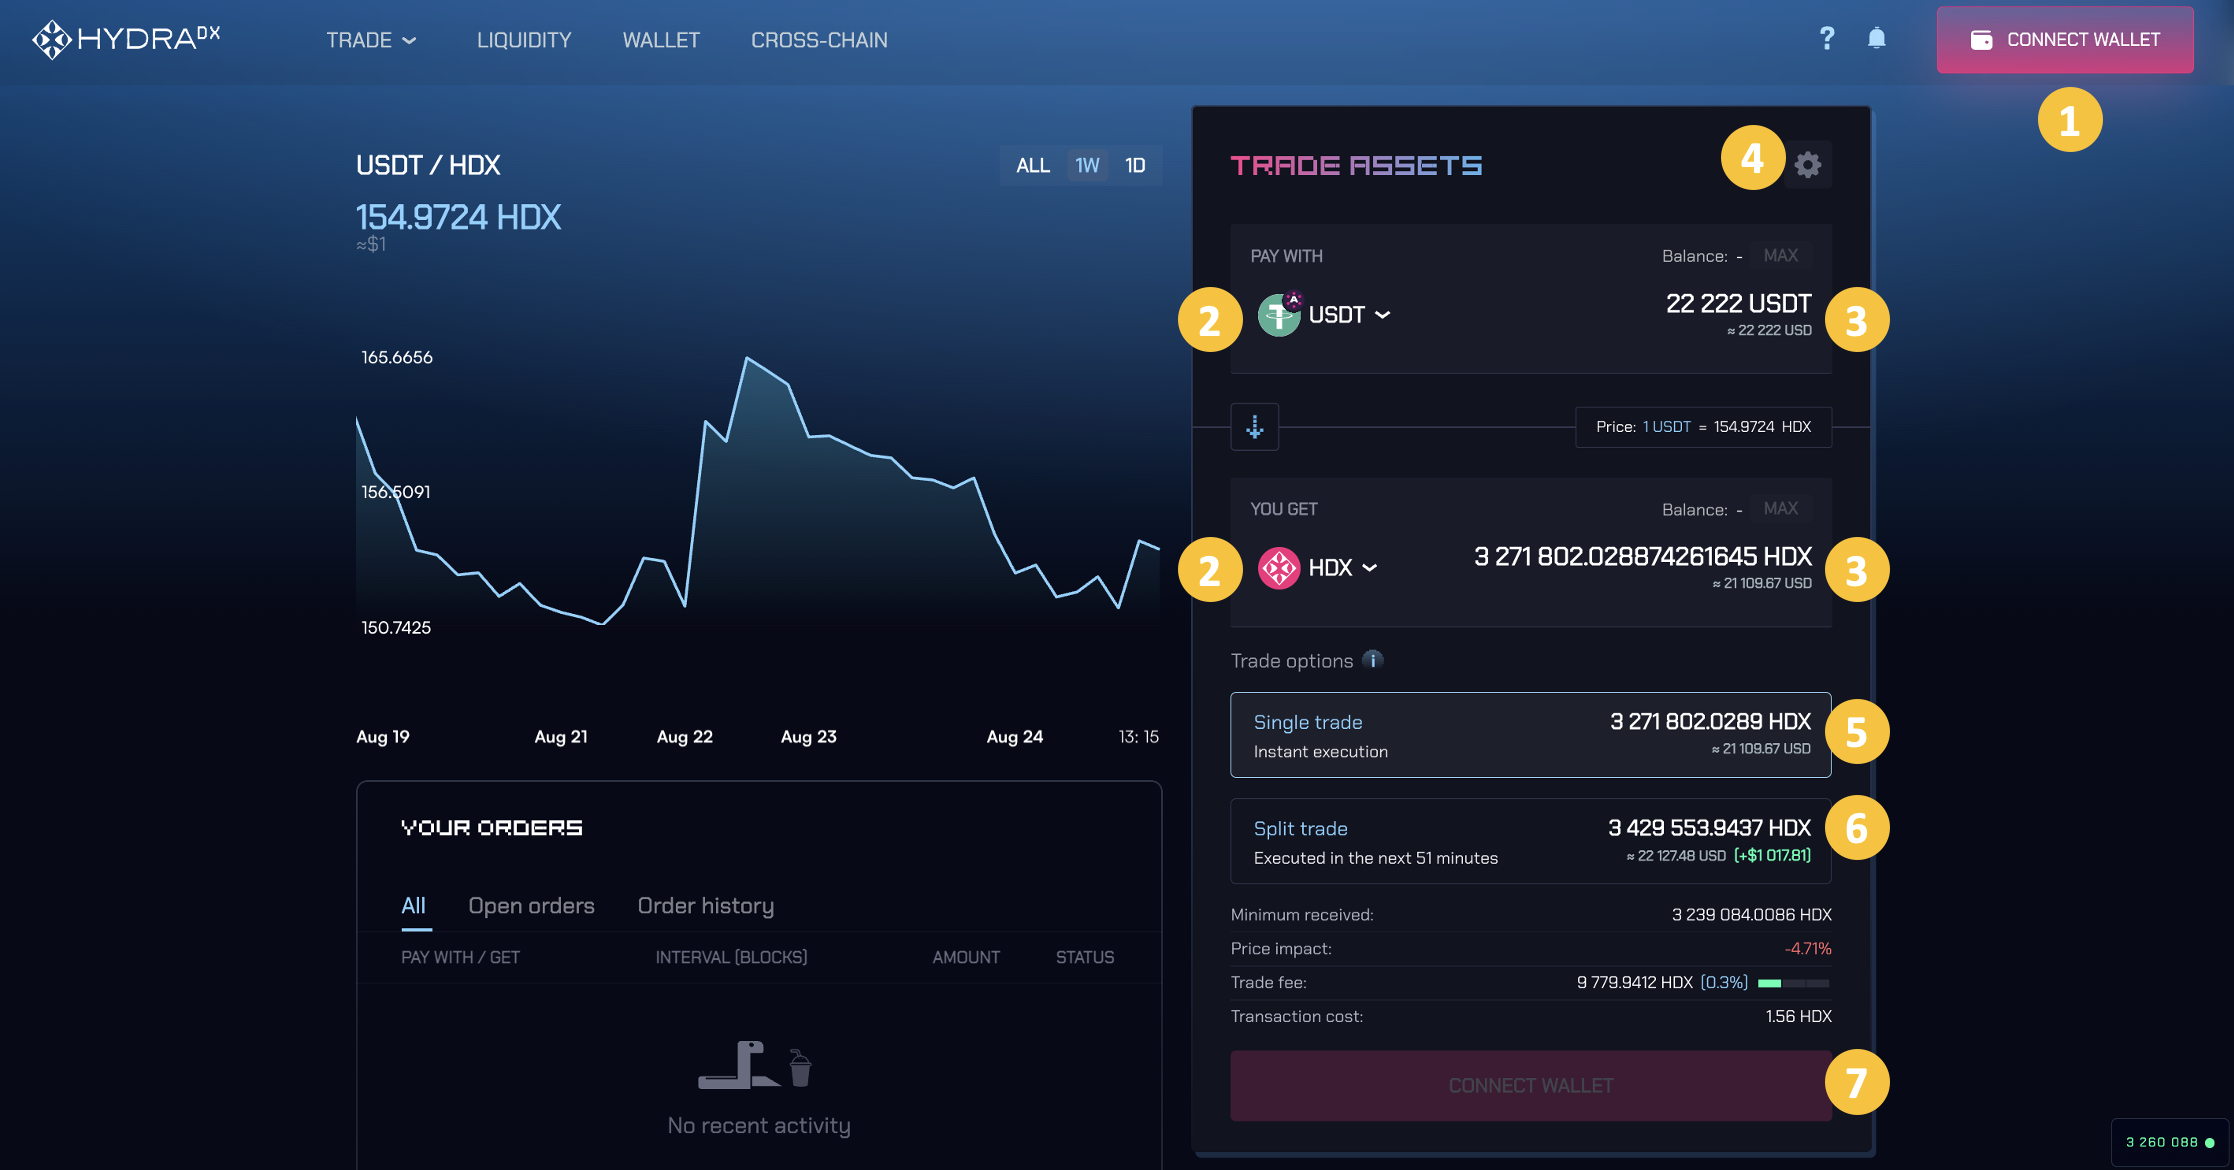 HYDRADX
TRADE
LIQUIDITY
WALLET
CROSS-CHAIN
?
CONNECT WALLET
1
USDT / HDX
154.9724 HDX
≈$1
ALL
1W
1D
165.6656
156.5091
150.7425
Aug 19
Aug 21
Aug 22
Aug 23
Aug 24
13: 15
YOUR ORDERS
All
Open orders
Order history
PAY WITH / GET
INTERVAL (BLOCKS)
AMOUNT
STATUS
No recent activity
TRADE ASSETS
4
PAY WITH
Balance: -
MAX
2
USDT
22 222 USDT
≈ 22 222 USD
3
Price: 1 USDT = 154.9724 HDX
YOU GET
Balance: -
MAX
2
HDX
3 271 802.028874261645 HDX
≈ 21 109.67 USD
3
Trade options
i
Single trade
3 271 802.0289 HDX
Instant execution
≈ 21 109.67 USD
5
Split trade
3 429 553.9437 HDX
Executed in the next 51 minutes
≈ 22 127.48 USD (+$1 017.81)
6
Minimum received:
3 239 084.0086 HDX
Price impact:
-4.71%
Trade fee:
9 779.9412 HDX (0.3%)
Transaction cost:
1.56 HDX
CONNECT WALLET
7
3 260 088